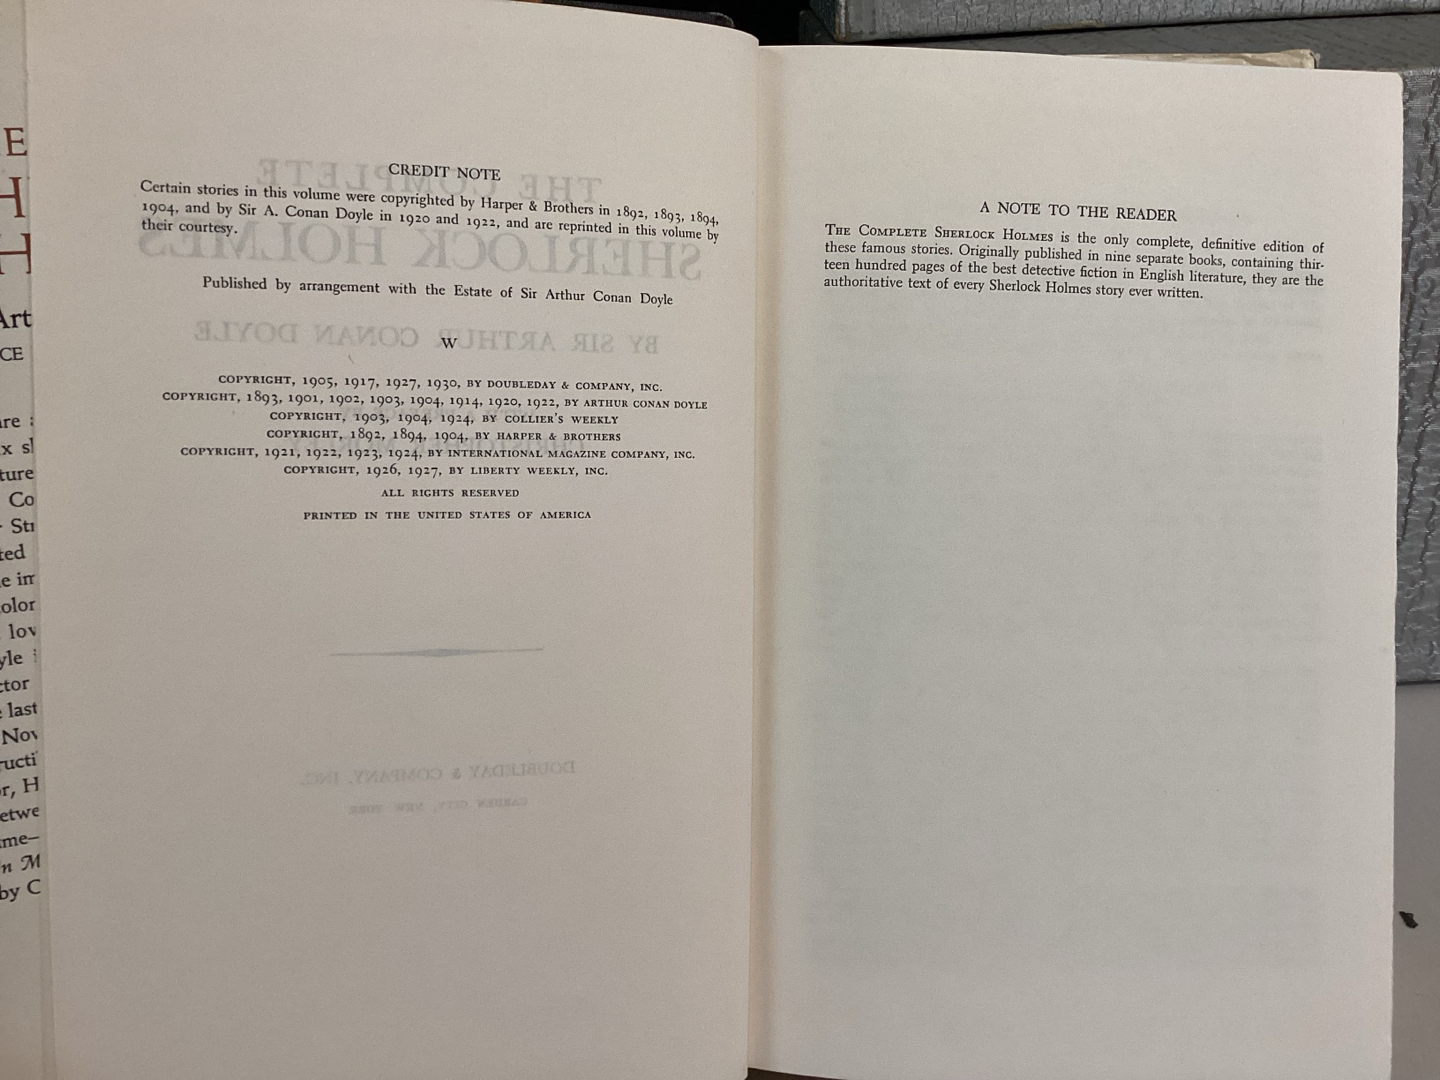 CREDIT NOTE
Certain stories in this volume were copyrighted by Harper & Brothers in 1892, 1893, 1894,
1904, and by Sir A. Conan Doyle in 1920 and 1922, and are reprinted in this volume by
their courtesy.
Published by arrangement with the Estate of Sir Arthur Conan Doyle
W
COPYRIGHT, 1905, 1917, 1927, 1930, BY DOUBLEDAY & COMPANY, INC.
COPYRIGHT, 1893, 1901, 1902, 1903, 1904, 1914, 1920, 1922, BY ARTHUR CONAN DOYLE
COPYRIGHT, 1903, 1904, 1924, BY COLLIER'S WEEKLY
COPYRIGHT, 1892, 1894, 1904, BY HARPER & BROTHERS
COPYRIGHT, 1921, 1922, 1923, 1924, BY INTERNATIONAL MAGAZINE COMPANY, INC.
COPYRIGHT, 1926, 1927, BY LIBERTY WEEKLY, INC.
ALL RIGHTS RESERVED
PRINTED IN THE UNITED STATES OF AMERICA
A NOTE TO THE READER
THE COMPLETE SHERLOCK HOLMES is the only complete, definitive edition of
these famous stories. Originally published in nine separate books, containing thir-
teen hundred pages of the best detective fiction in English literature, they are the
authoritative text of every Sherlock Holmes story ever written.